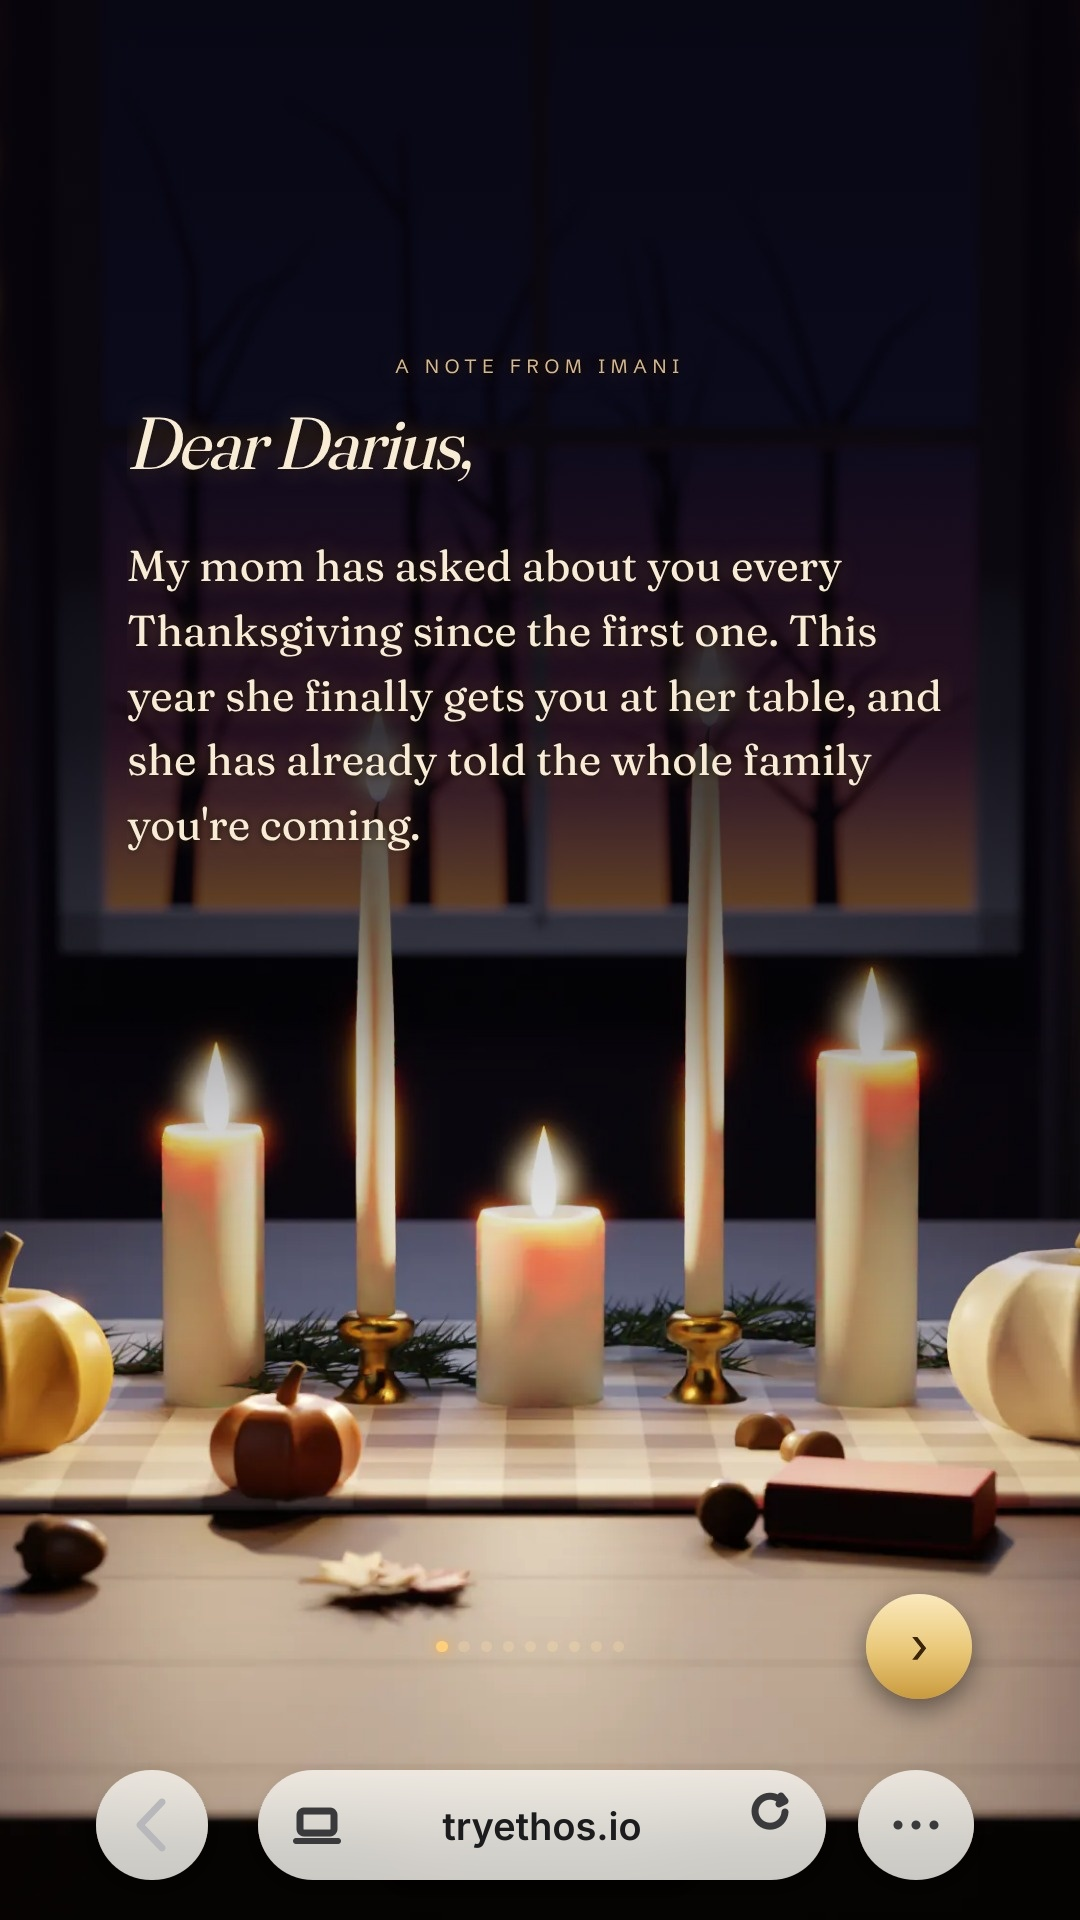 A NOTE FROM IMANI
Dear Darius,
My mom has asked about you every
Thanksgiving since the first one. This
year she finally gets you at her table, and
she has already told the whole family
you're coming.
tryethos.io